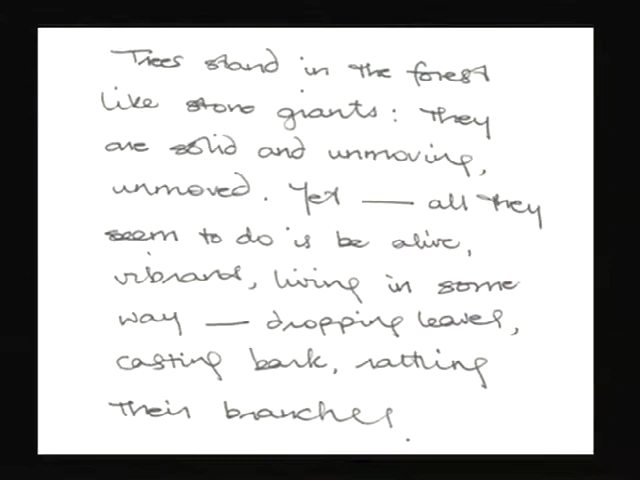 Trees stand in the forest
like stone giants: They
are solid and unmoving,
unmoved. Yet — all they
seem to do is be alive,
vibrant, living in some
way — dropping leaves,
casting bark, rattling
their branches.